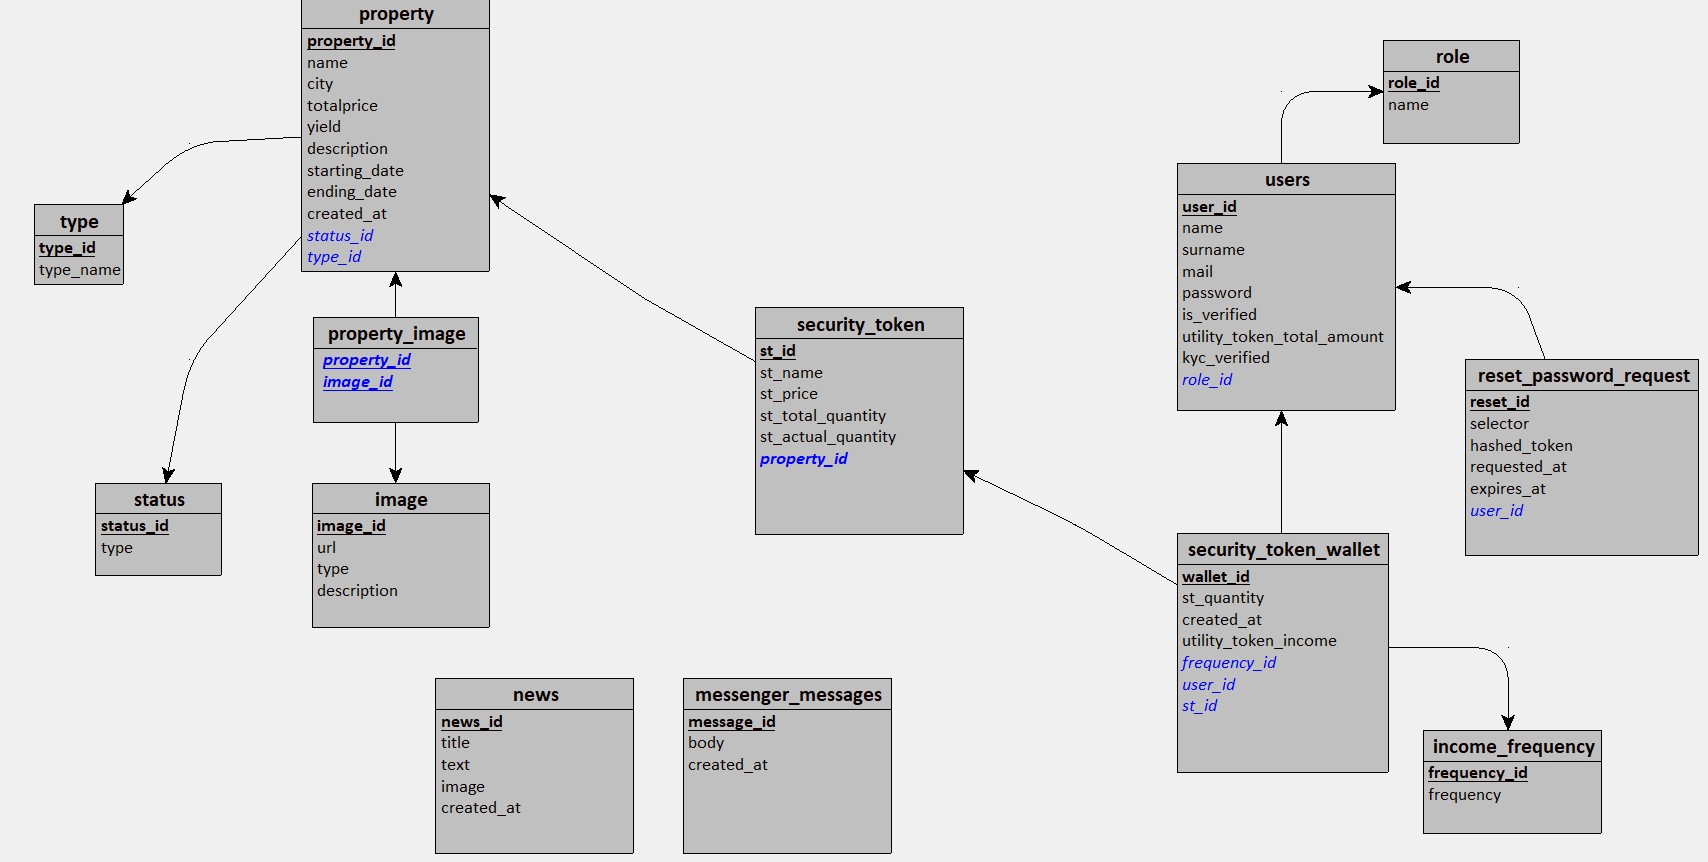 property
property_id
name
city
totalprice
yield
description
starting_date
ending_date
created_at
status_id
type_id
type
type_id
type_name
property_image
property_id
image_id
status
status_id
type
image
image_id
url
type
description
security_token
st_id
st_name
st_price
st_total_quantity
st_actual_quantity
property_id
role
role_id
name
users
user_id
name
surname
mail
password
is_verified
utility_token_total_amount
kyc_verified
role_id
reset_password_request
reset_id
selector
hashed_token
requested_at
expires_at
user_id
security_token_wallet
wallet_id
st_quantity
created_at
utility_token_income
frequency_id
user_id
st_id
income_frequency
frequency_id
frequency
news
news_id
title
text
image
created_at
messenger_messages
message_id
body
created_at